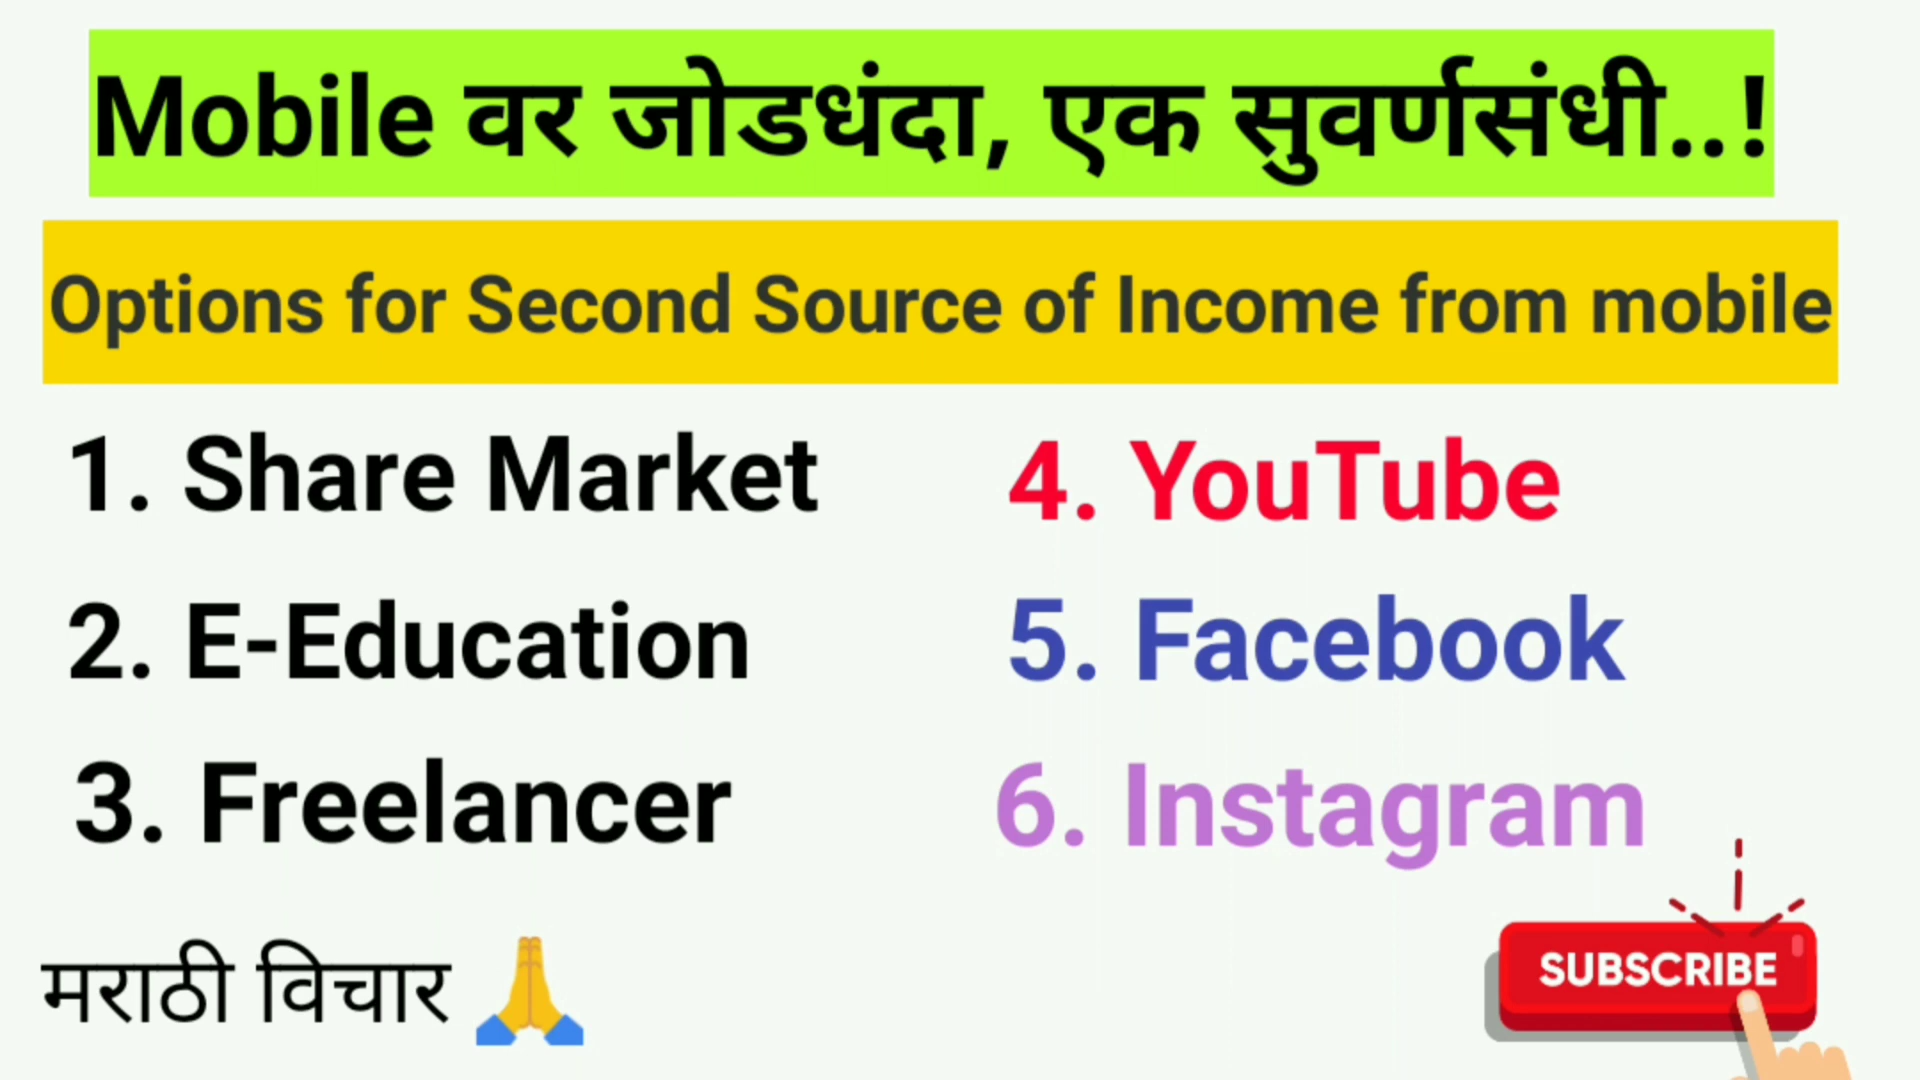 Mobile वर जोडधंदा, एक सुवर्णसंधी..!
Options for Second Source of Income from mobile
1. Share Market
2. E-Education
3. Freelancer
4. YouTube
5. Facebook
6. Instagram
मराठी विचार 🙏
SUBSCRIBE